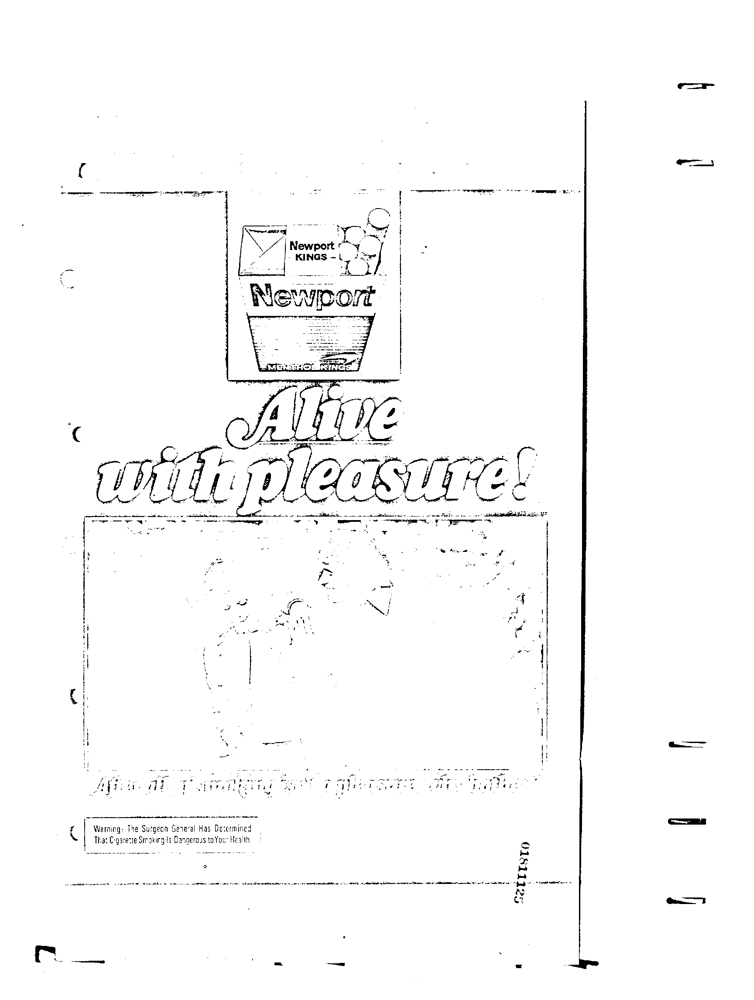 Newport
KINGS
Newport
MENTHOL KINGS
Alive
with pleasure!
After all, if smoking isn't a pleasure, why bother?
Warning: The Surgeon General Has Determined
That Cigarette Smoking Is Dangerous to Your Health.
01811125